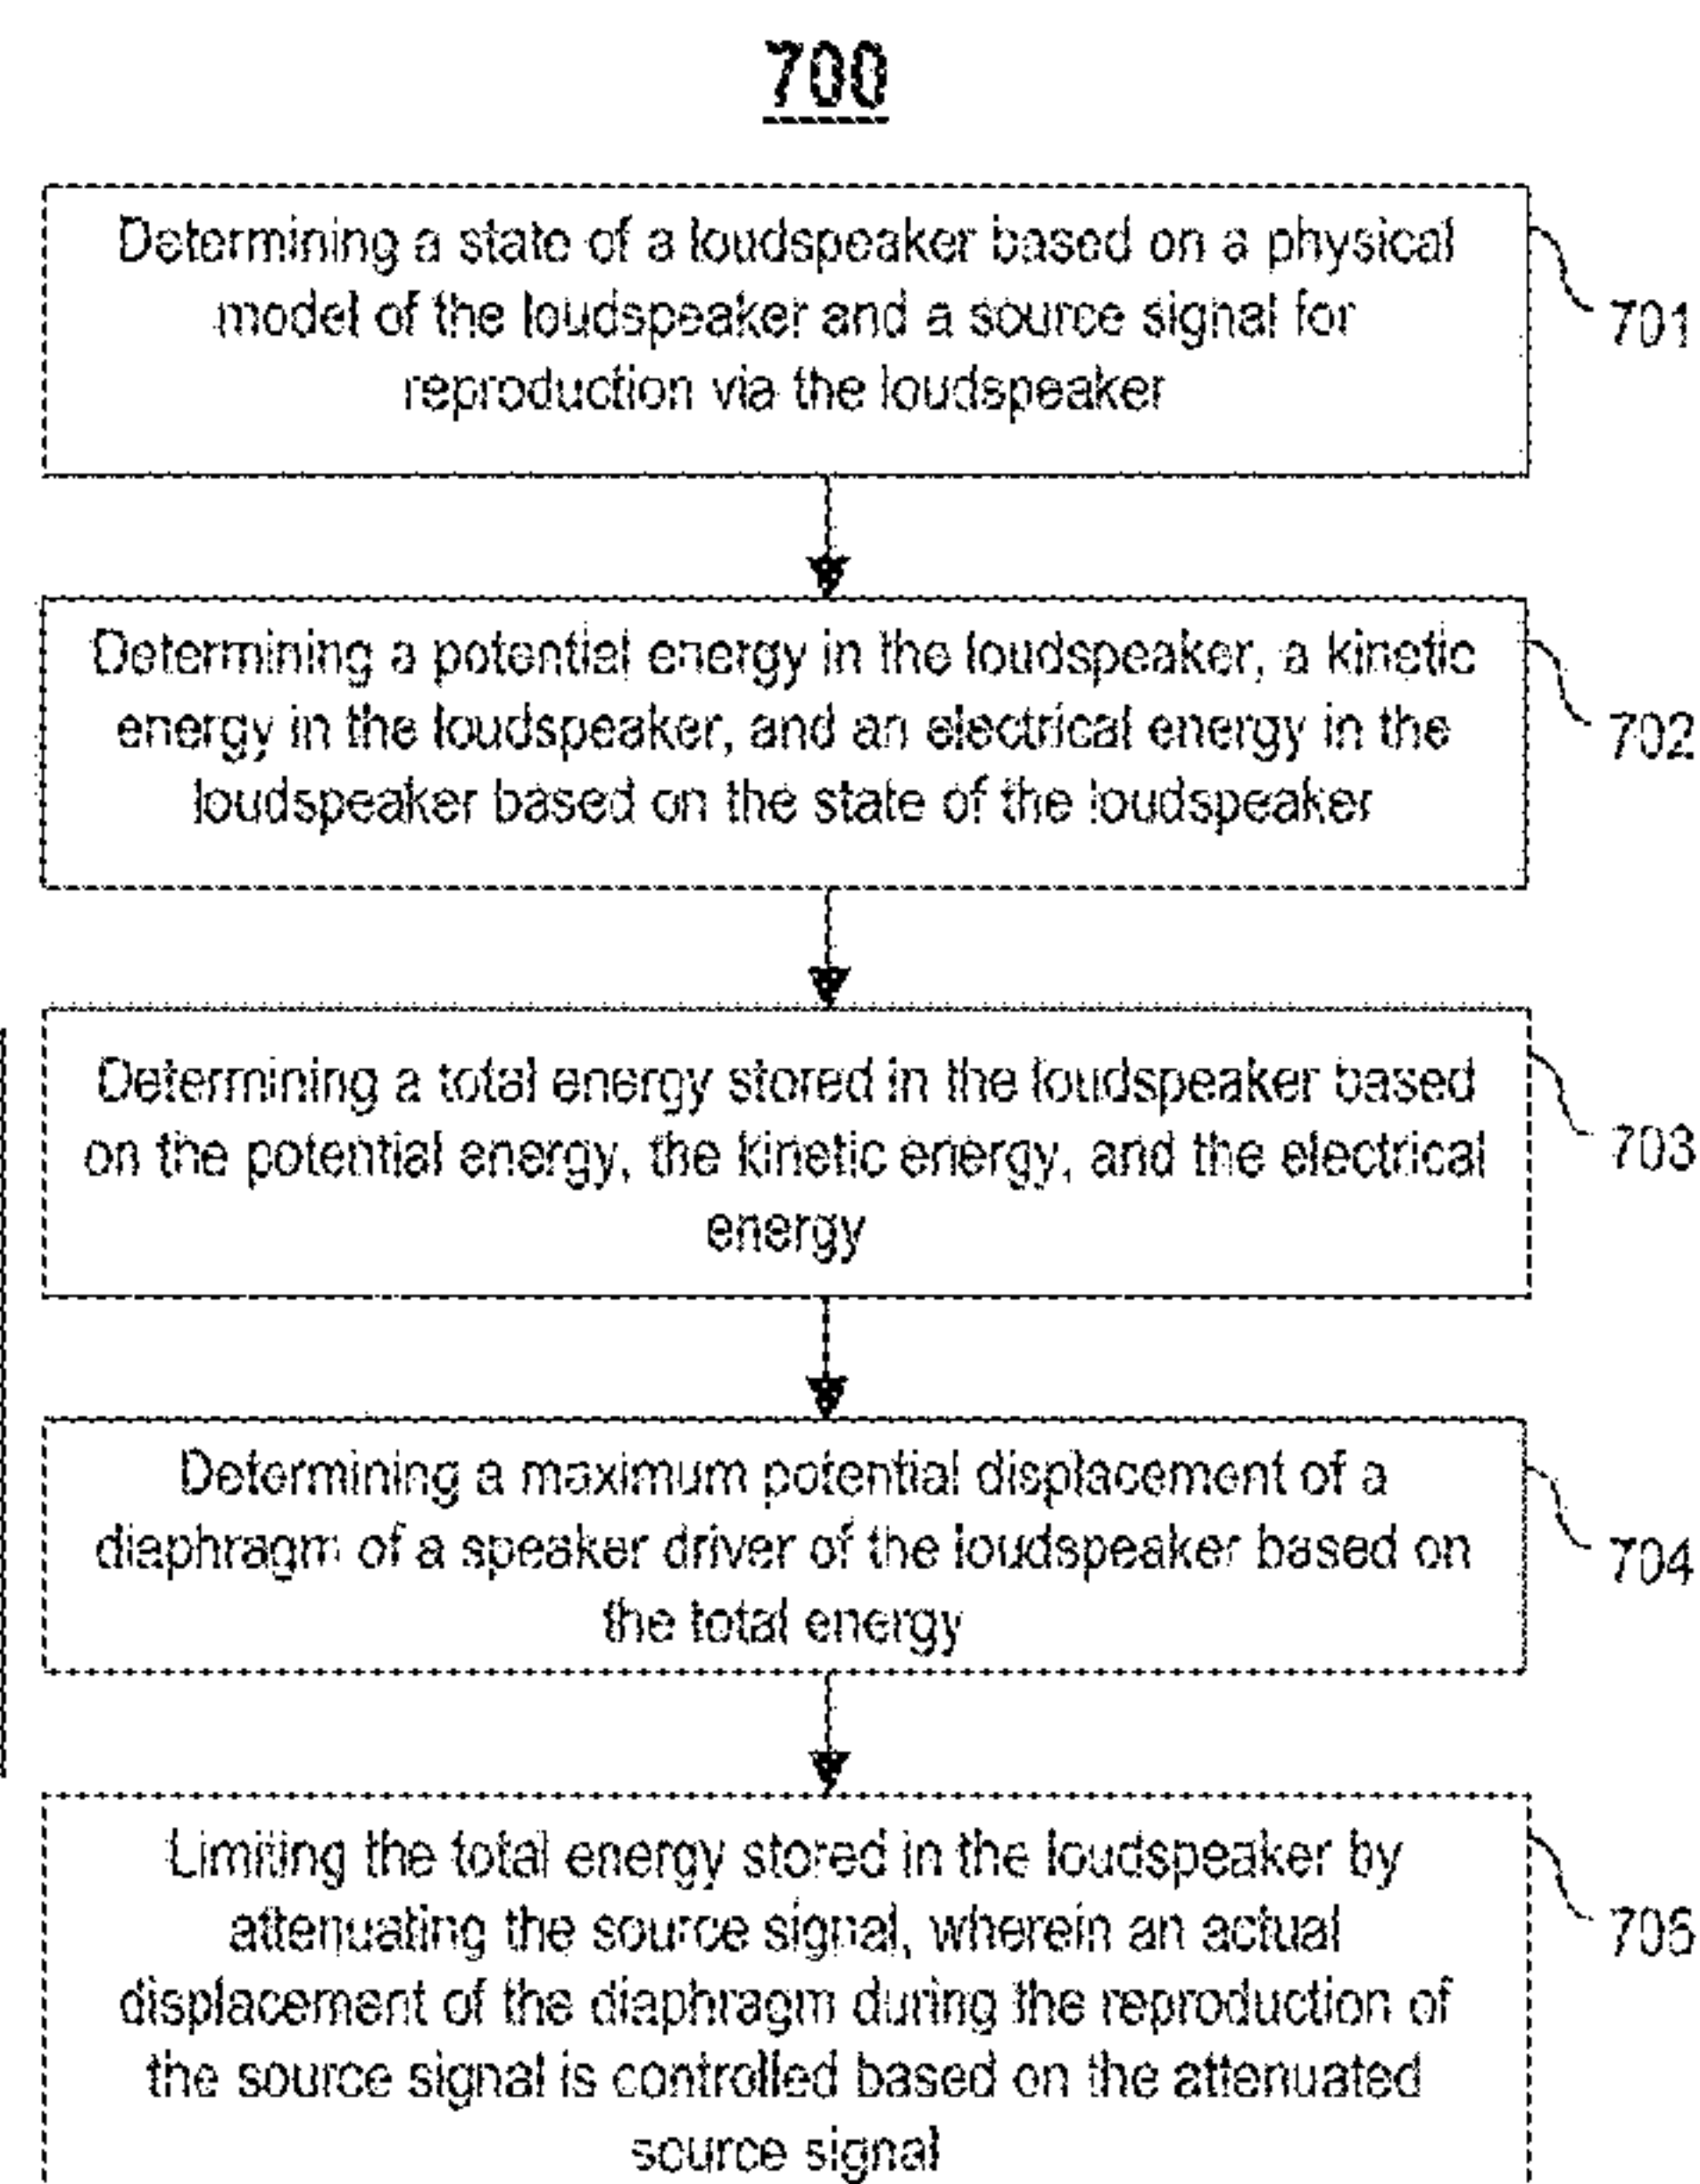 700
Determining a state of a loudspeaker based on a physical
model of the loudspeaker and a source signal for
reproduction via the loudspeaker
701
Determining a potential energy in the loudspeaker, a kinetic
energy in the loudspeaker, and an electrical energy in the
loudspeaker based on the state of the loudspeaker
702
Determining a total energy stored in the loudspeaker based
on the potential energy, the kinetic energy, and the electrical
energy
703
Determining a maximum potential displacement of a
diaphragm of a speaker driver of the loudspeaker based on
the total energy
704
Limiting the total energy stored in the loudspeaker by
attenuating the source signal, wherein an actual
displacement of the diaphragm during the reproduction of
the source signal is controlled based on the attenuated
source signal
705